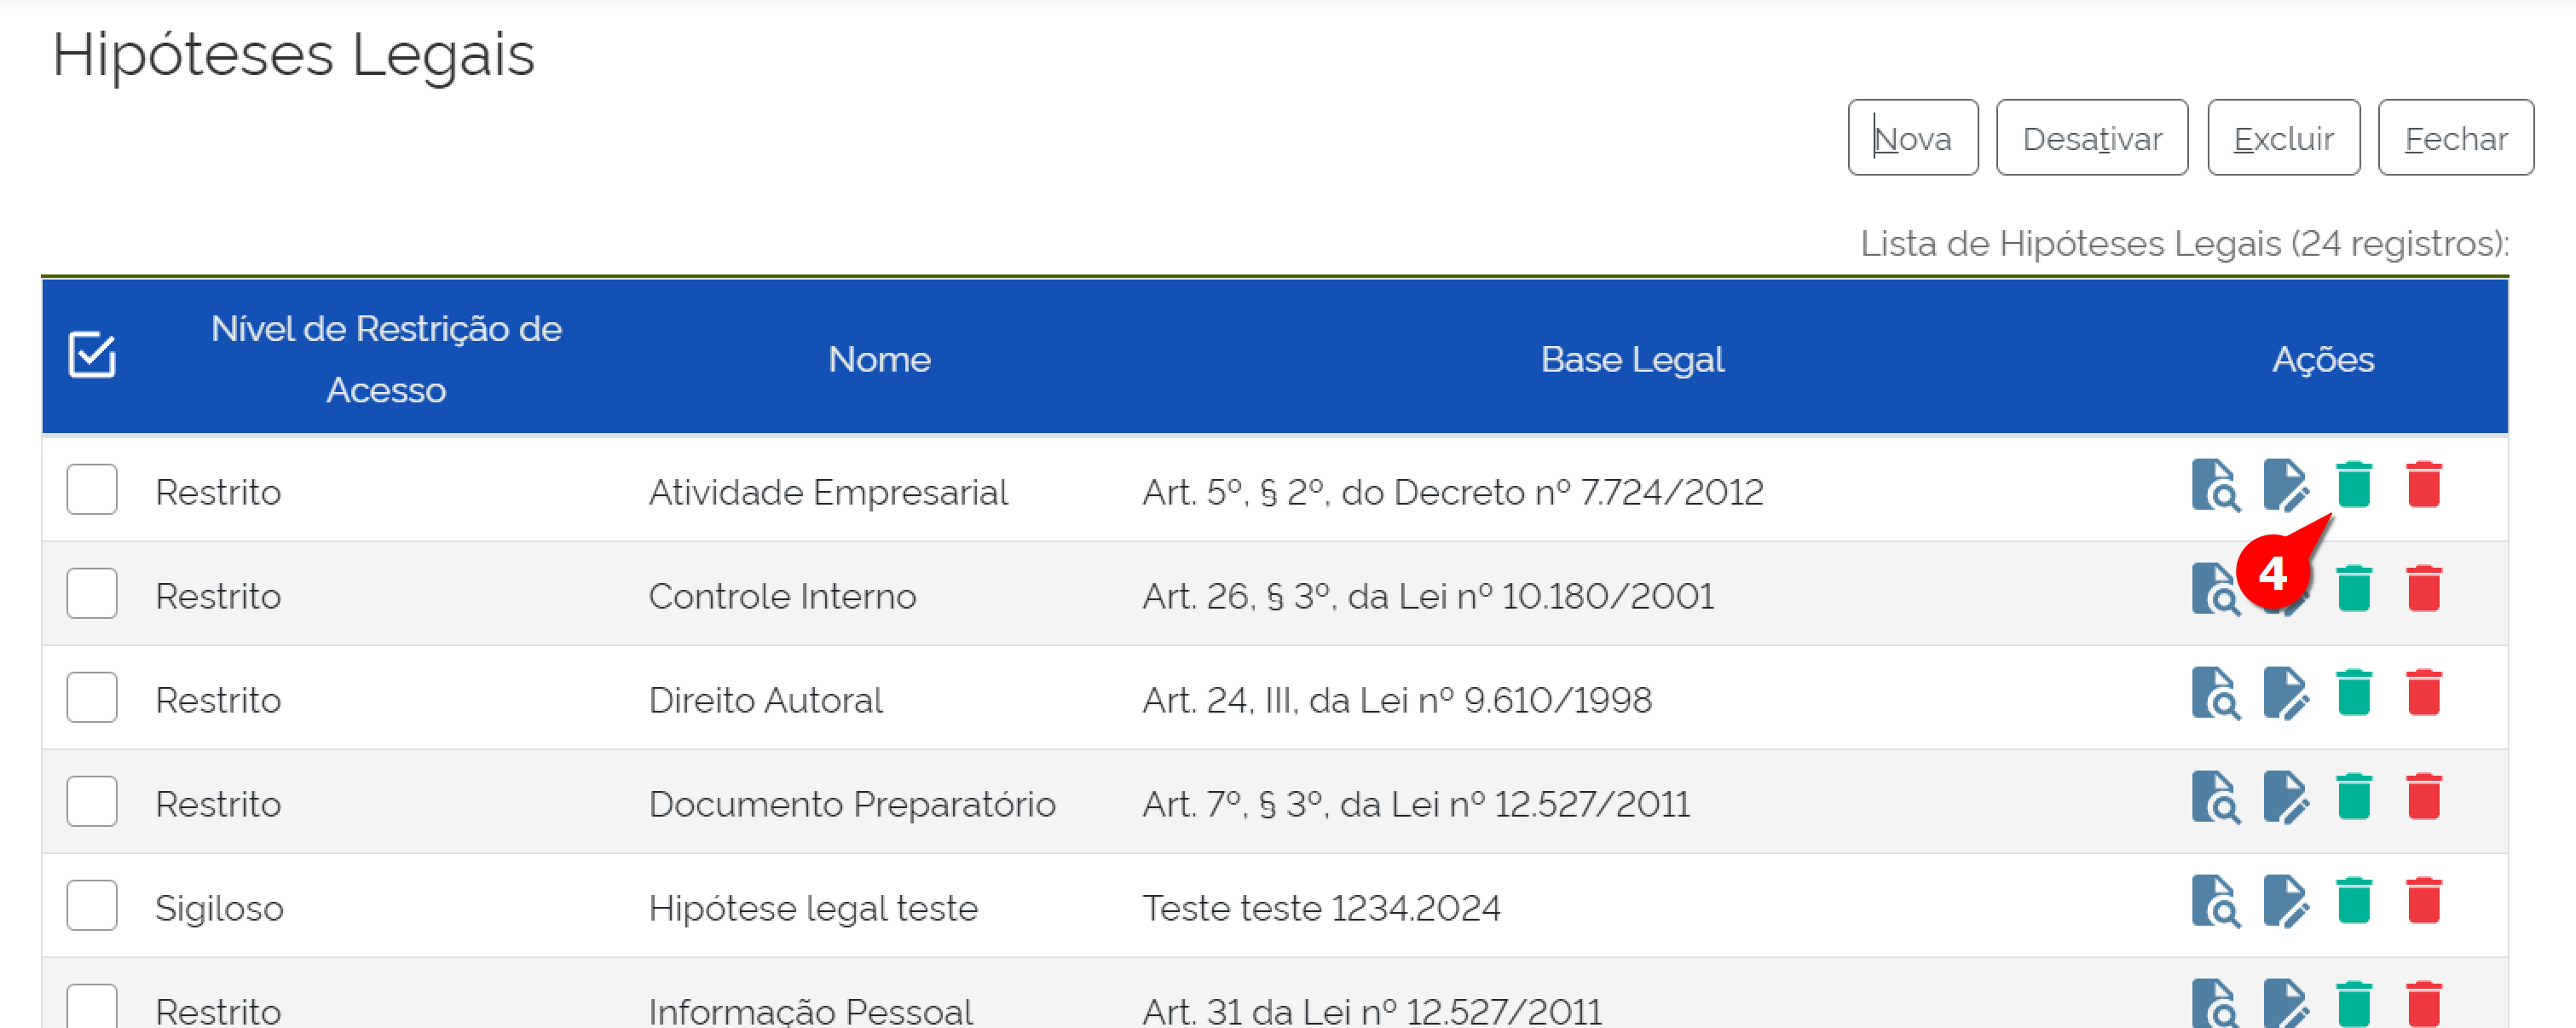 Hipóteses Legais
Nova Desativar Excluir Fechar
Lista de Hipóteses Legais (24 registros):
Nível de Restrição de Acesso Nome Base Legal Ações
Restrito Atividade Empresarial Art. 5º, § 2º, do Decreto nº 7.724/2012
4
Restrito Controle Interno Art. 26, § 3º, da Lei nº 10.180/2001
Restrito Direito Autoral Art. 24, III, da Lei nº 9.610/1998
Restrito Documento Preparatório Art. 7º, § 3º, da Lei nº 12.527/2011
Sigiloso Hipótese legal teste Teste teste 1234.2024
Restrito Informação Pessoal Art. 31 da Lei nº 12.527/2011